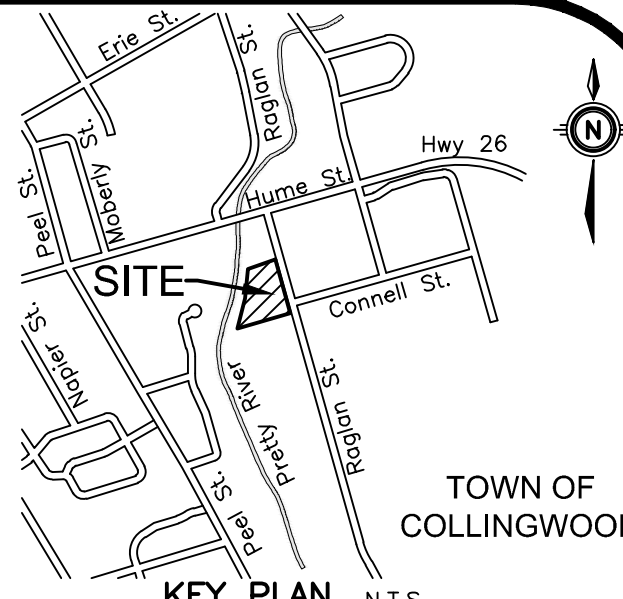 Erie St.
Raglan St.
N
Hwy 26
Moberly St.
Peel St.
Hume St.
SITE
Connell St.
Napier St.
Pretty River
Raglan St.
Peel St.
TOWN OF
COLLINGWOOD
KEY PLAN N.T.S.